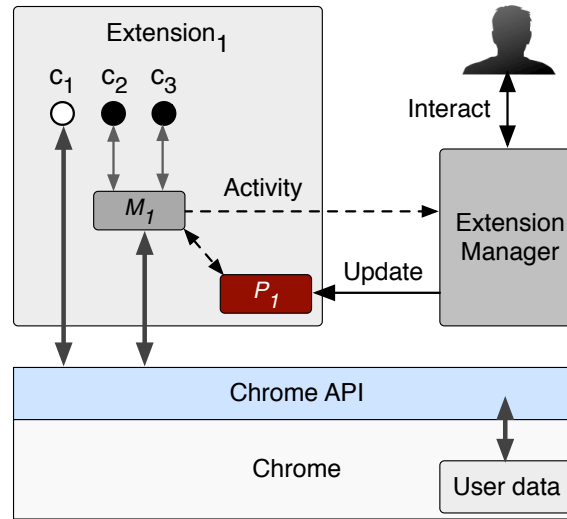 Extension1
c1 c2 c3
Interact
M1
Activity
Extension
Manager
P1
Update
Chrome API
Chrome
User data